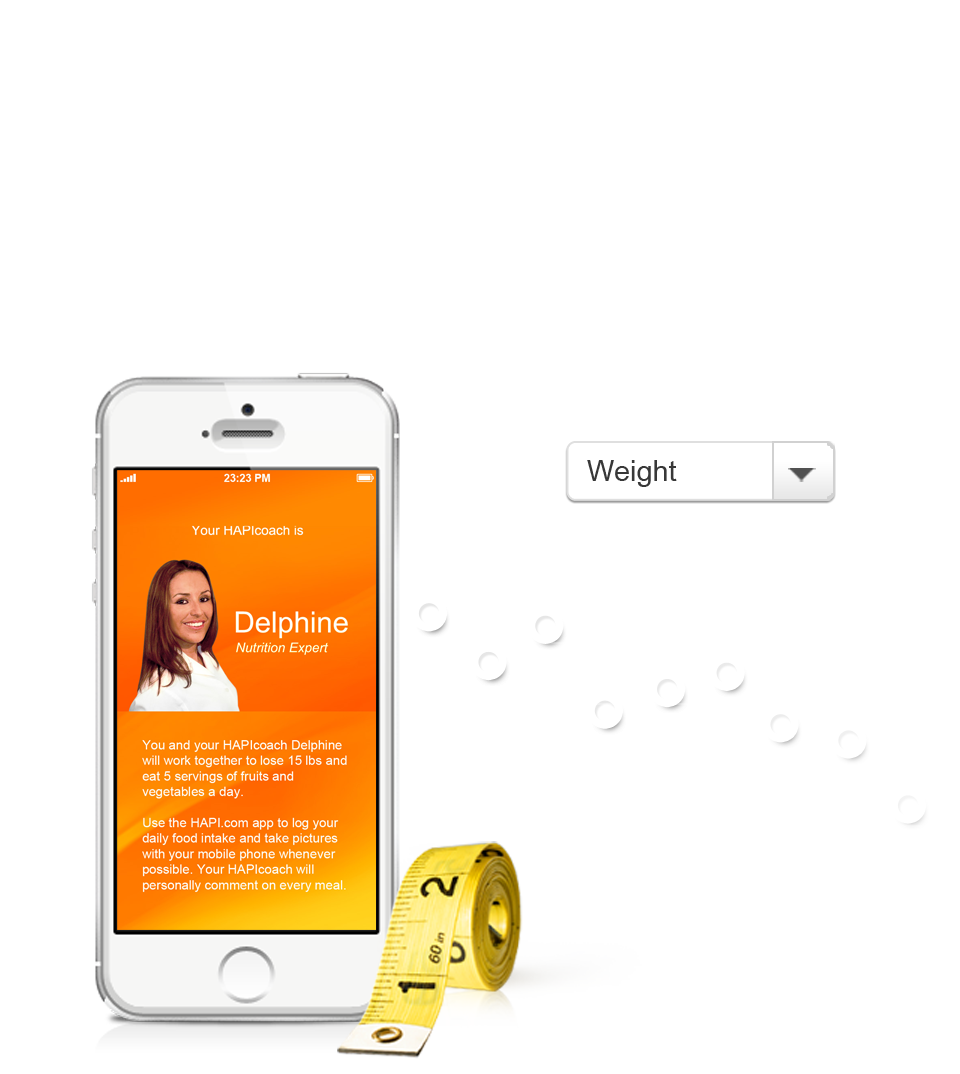 23:23 PM
Your HAPIcoach is
Delphine
Nutrition Expert
You and your HAPIcoach Delphine
will work together to lose 15 lbs and
eat 5 servings of fruits and
vegetables a day.
Use the HAPI.com app to log your
daily food intake and take pictures
with your mobile phone whenever
possible. Your HAPIcoach will
personally comment on every meal.
Weight
2
60 in
1